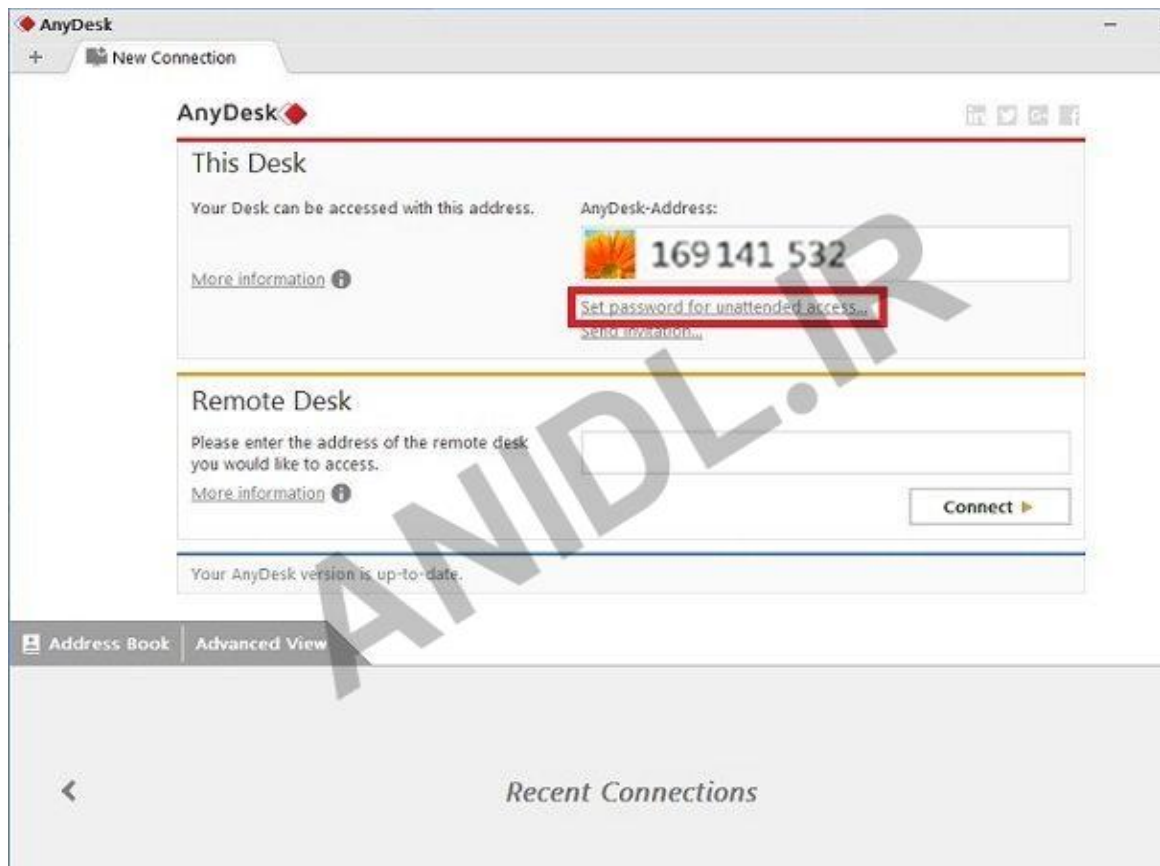 AnyDesk
+ New Connection
AnyDesk
This Desk
Your Desk can be accessed with this address.
AnyDesk-Address:
169 141 532
More information
Set password for unattended access...
Send invitation...
Remote Desk
Please enter the address of the remote desk
you would like to access.
More information
Connect
Your AnyDesk version is up-to-date.
Address Book
Advanced View
Recent Connections
ANIDL.IR